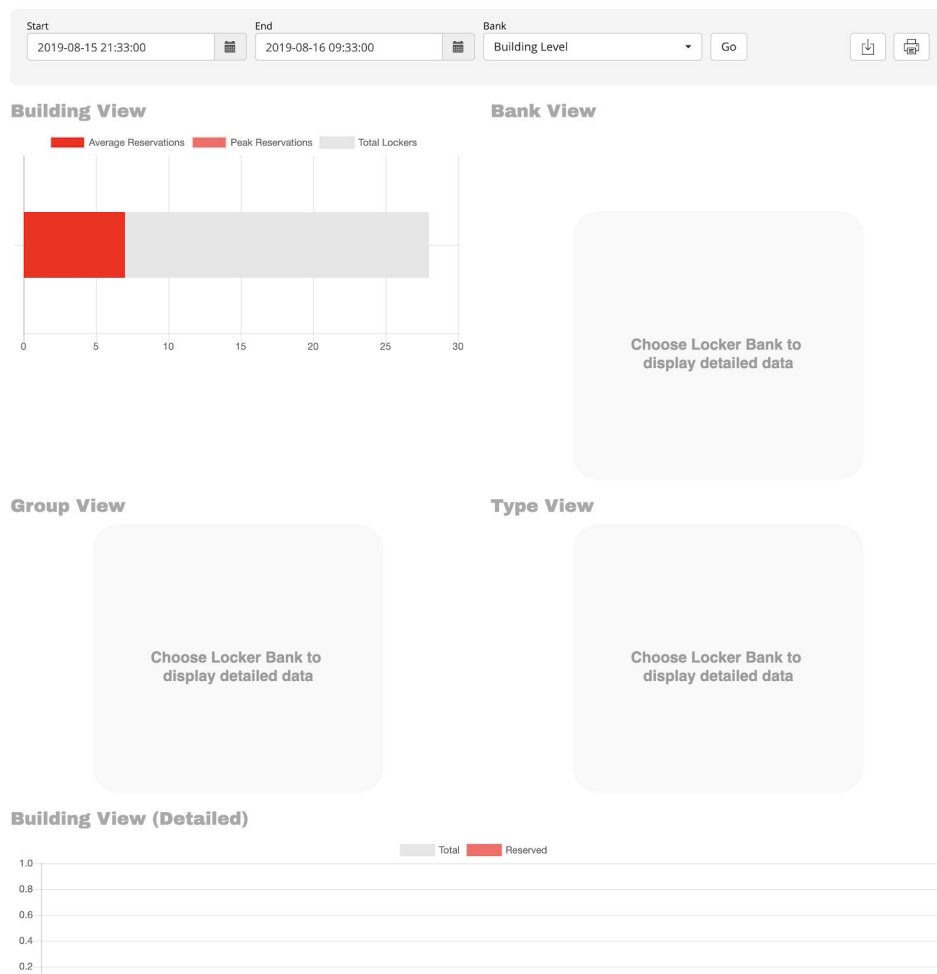 Start End Bank
2019-08-15 21:33:00 2019-08-16 09:33:00 Building Level Go
Building View
Average Reservations Peak Reservations Total Lockers
0 5 10 15 20 25 30
Bank View
Choose Locker Bank to
display detailed data
Group View
Choose Locker Bank to
display detailed data
Type View
Choose Locker Bank to
display detailed data
Building View (Detailed)
Total Reserved
1.0
0.8
0.6
0.4
0.2